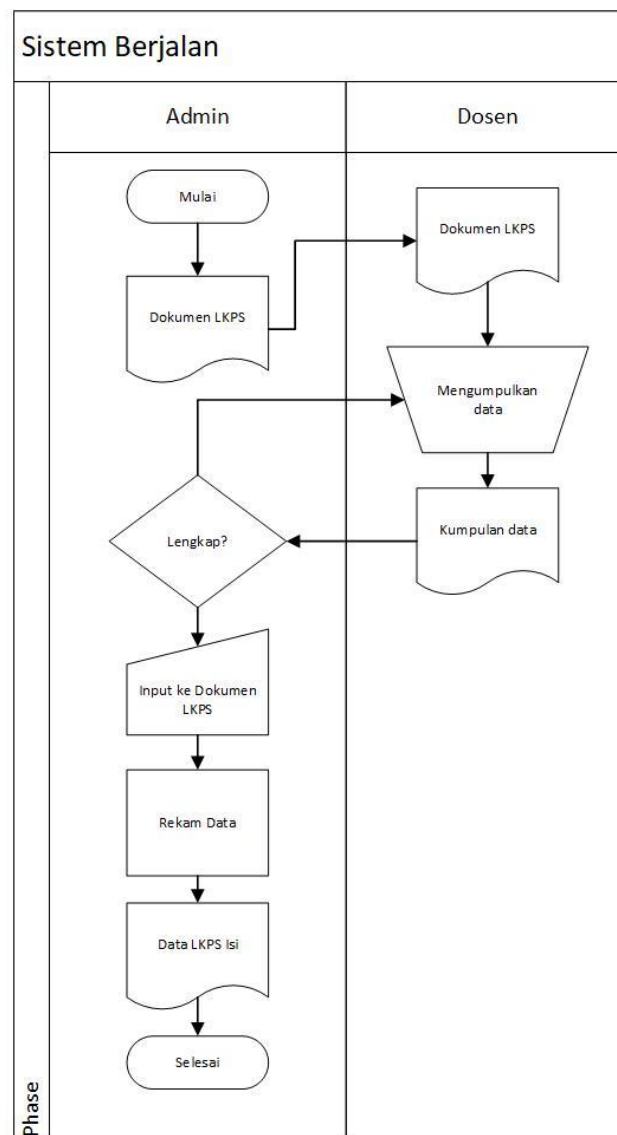 Sistem Berjalan
Admin
Dosen
Mulai
Dokumen LKPS
Dokumen LKPS
Mengumpulkan
data
Kumpulan data
Lengkap?
Input ke Dokumen
LKPS
Rekam Data
Data LKPS Isi
Selesai
Phase